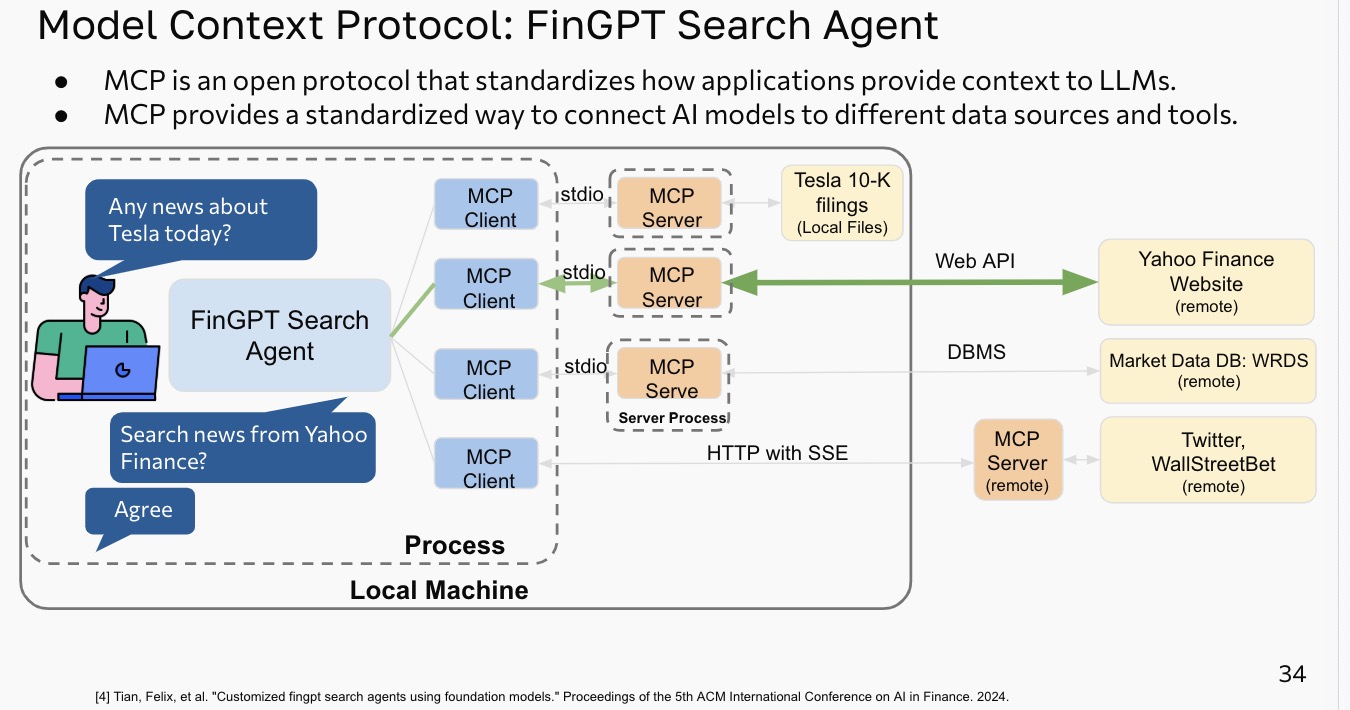 Model Context Protocol: FinGPT Search Agent
● MCP is an open protocol that standardizes how applications provide context to LLMs.
● MCP provides a standardized way to connect AI models to different data sources and tools.
Any news about
Tesla today?
FinGPT Search
Agent
Search news from Yahoo
Finance?
Agree
MCP
Client
stdio
MCP
Server
Tesla 10-K
filings
(Local Files)
MCP
Client
stdio
MCP
Server
Web API
Yahoo Finance
Website
(remote)
MCP
Client
stdio
MCP
Serve
Server Process
DBMS
Market Data DB: WRDS
(remote)
MCP
Client
HTTP with SSE
MCP
Server
(remote)
Twitter,
WallStreetBet
(remote)
Process
Local Machine
34
[4] Tian, Felix, et al. "Customized fingpt search agents using foundation models." Proceedings of the 5th ACM International Conference on AI in Finance. 2024.